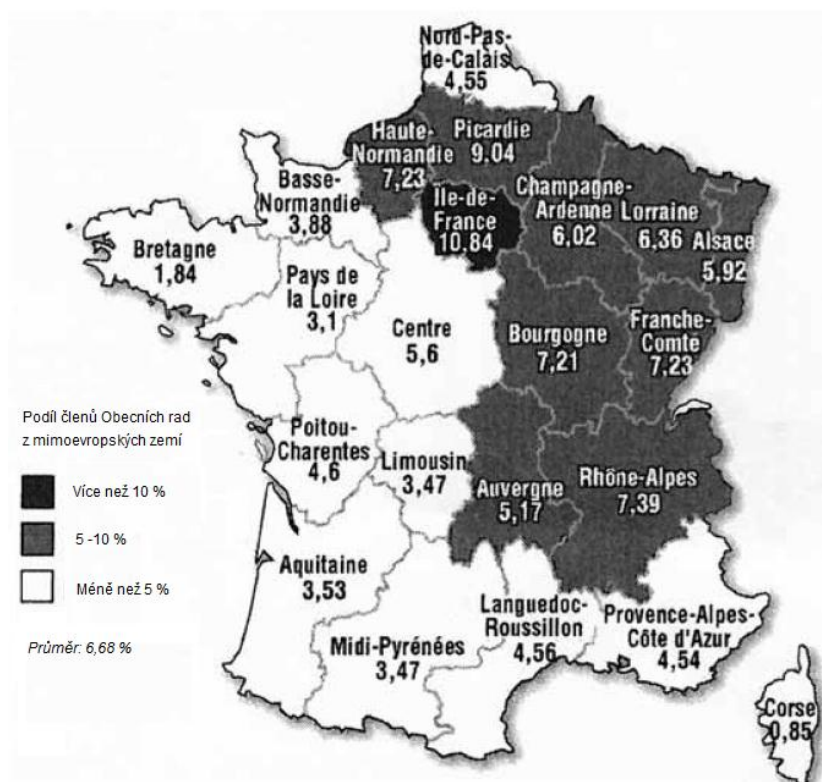 Nord-Pas-
de-Calais
4,55
Haute-
Normandie
7,23
Picardie
9.04
Basse-
Normandie
3,88
Île-de-
France
10,84
Champagne-
Ardenne
6,02
Lorraine
6,36
Alsace
5,92
Bretagne
1,84
Pays de
la Loire
3,1
Centre
5,6
Bourgogne
7,21
Franche-
Comté
7,23
Podíl členů Obecních rad
z mimoevropských zemí
Více než 10 %
5 -10 %
Méně než 5 %
Průměr: 6,68 %
Poitou-
Charentes
4,6
Limousin
3,47
Auvergne
5,17
Rhône-Alpes
7,39
Aquitaine
3,53
Midi-Pyrénées
3,47
Languedoc-
Roussillon
4,56
Provence-Alpes-
Côte d'Azur
4,54
Corse
0,85